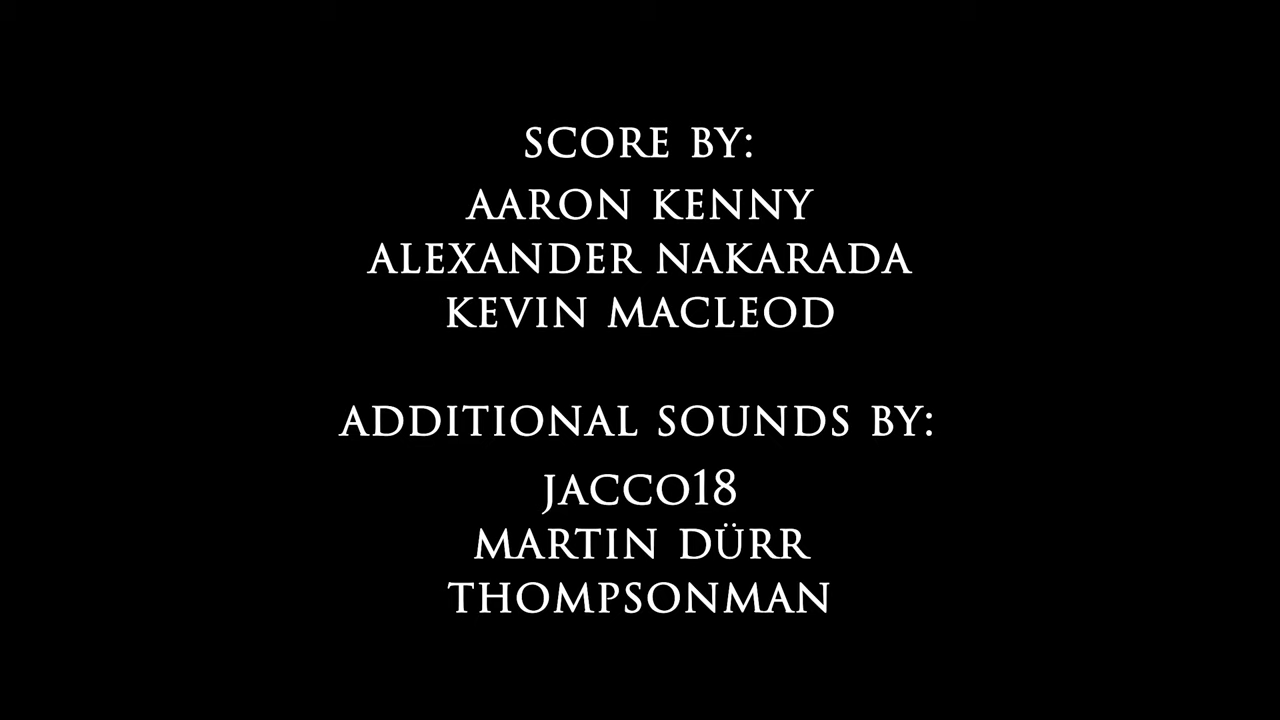 SCORE BY:
AARON KENNY
ALEXANDER NAKARADA
KEVIN MACLEOD
ADDITIONAL SOUNDS BY:
JACCO18
MARTIN DÜRR
THOMPSONMAN